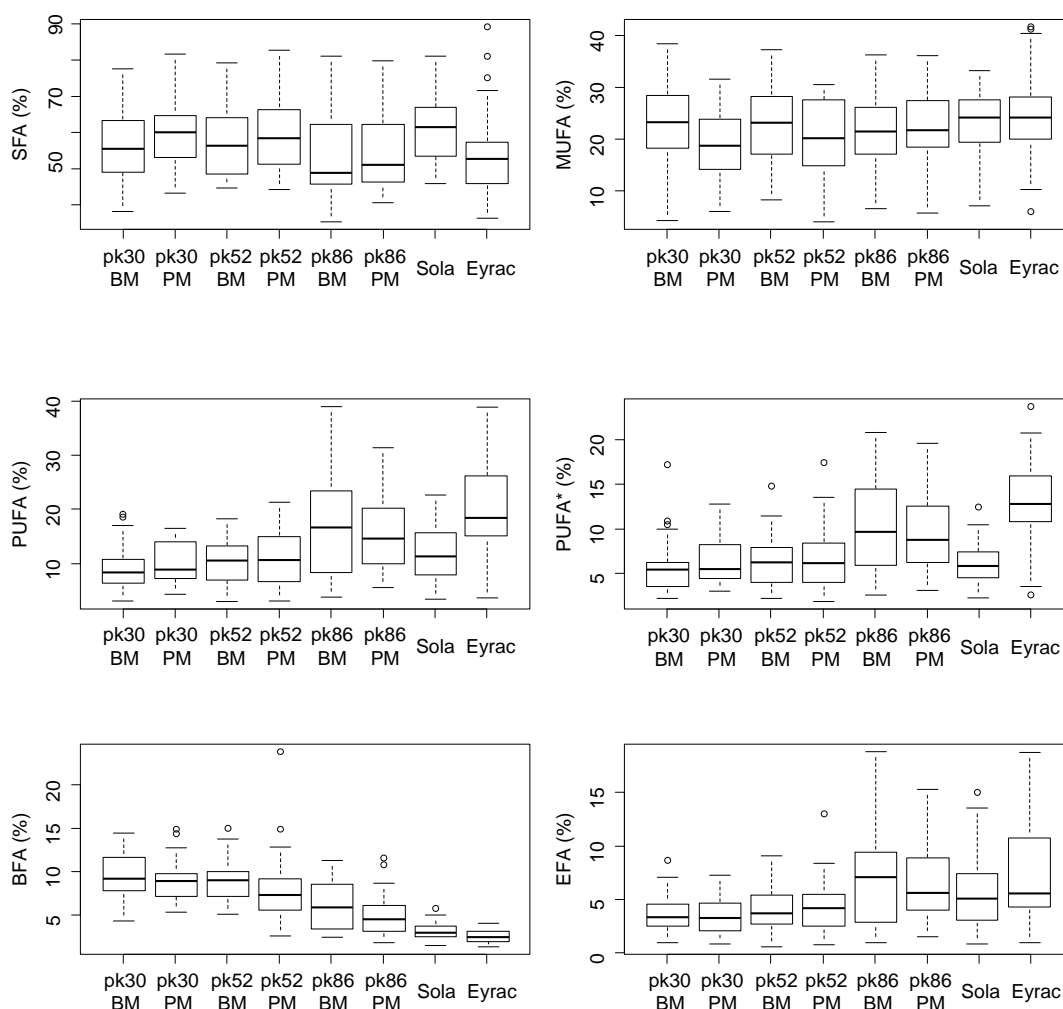 SFA (%)
50 70 90
pk30 pk30 pk52 pk52 pk86 pk86 Sola Eyrac
BM PM BM PM BM PM
MUFA (%)
10 20 30 40
pk30 pk30 pk52 pk52 pk86 pk86 Sola Eyrac
BM PM BM PM BM PM
PUFA (%)
10 20 30 40
pk30 pk30 pk52 pk52 pk86 pk86 Sola Eyrac
BM PM BM PM BM PM
PUFA* (%)
5 10 15 20
pk30 pk30 pk52 pk52 pk86 pk86 Sola Eyrac
BM PM BM PM BM PM
BFA (%)
5 10 15 20
pk30 pk30 pk52 pk52 pk86 pk86 Sola Eyrac
BM PM BM PM BM PM
EFA (%)
0 5 10 15
pk30 pk30 pk52 pk52 pk86 pk86 Sola Eyrac
BM PM BM PM BM PM